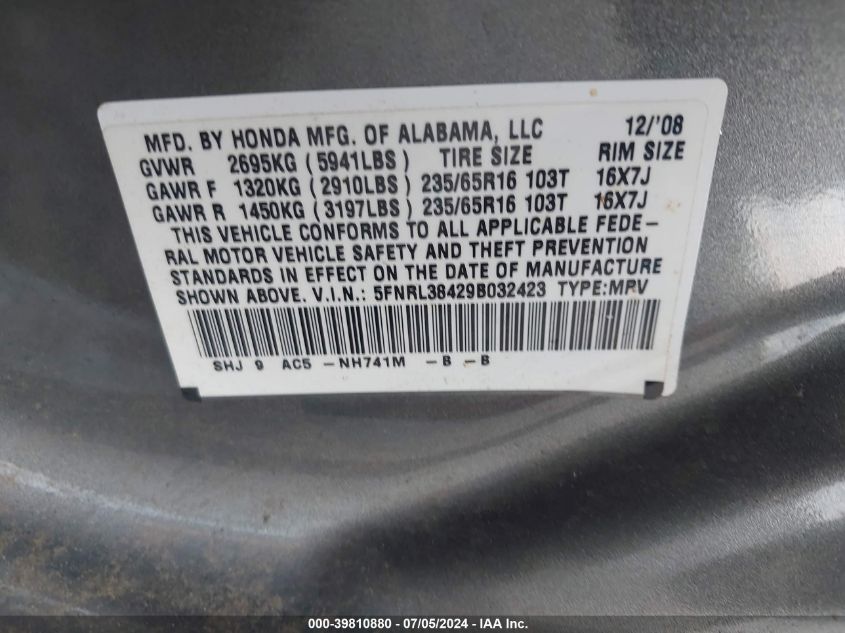 MFD. BY HONDA MFG. OF ALABAMA, LLC 12/'08
GVWR 2695KG (5941LBS) TIRE SIZE RIM SIZE
GAWR F 1320KG (2910LBS) 235/65R16 103T 16X7J
GAWR R 1450KG (3197LBS) 235/65R16 103T 16X7J
THIS VEHICLE CONFORMS TO ALL APPLICABLE FEDE-
RAL MOTOR VEHICLE SAFETY AND THEFT PREVENTION
STANDARDS IN EFFECT ON THE DATE OF MANUFACTURE
SHOWN ABOVE. V.I.N.: 5FNRL38429B032423 TYPE:MPV
SHJ 9 AC5 -NH741M -B -B
000-39810880 / 07/05/2024 - IAA Inc.